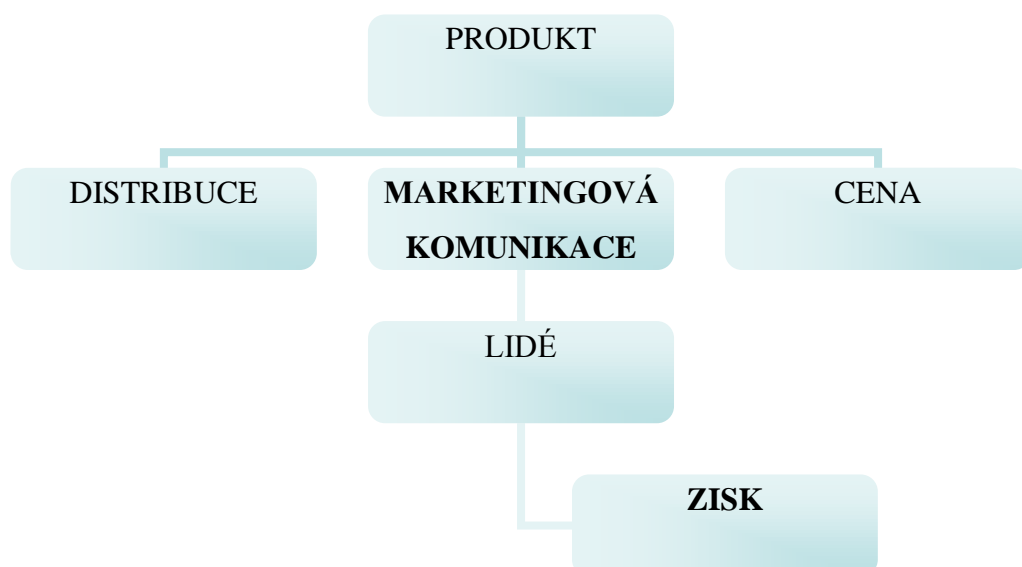 PRODUKT
DISTRIBUCE
MARKETINGOVÁ
KOMUNIKACE
CENA
LIDÉ
ZISK